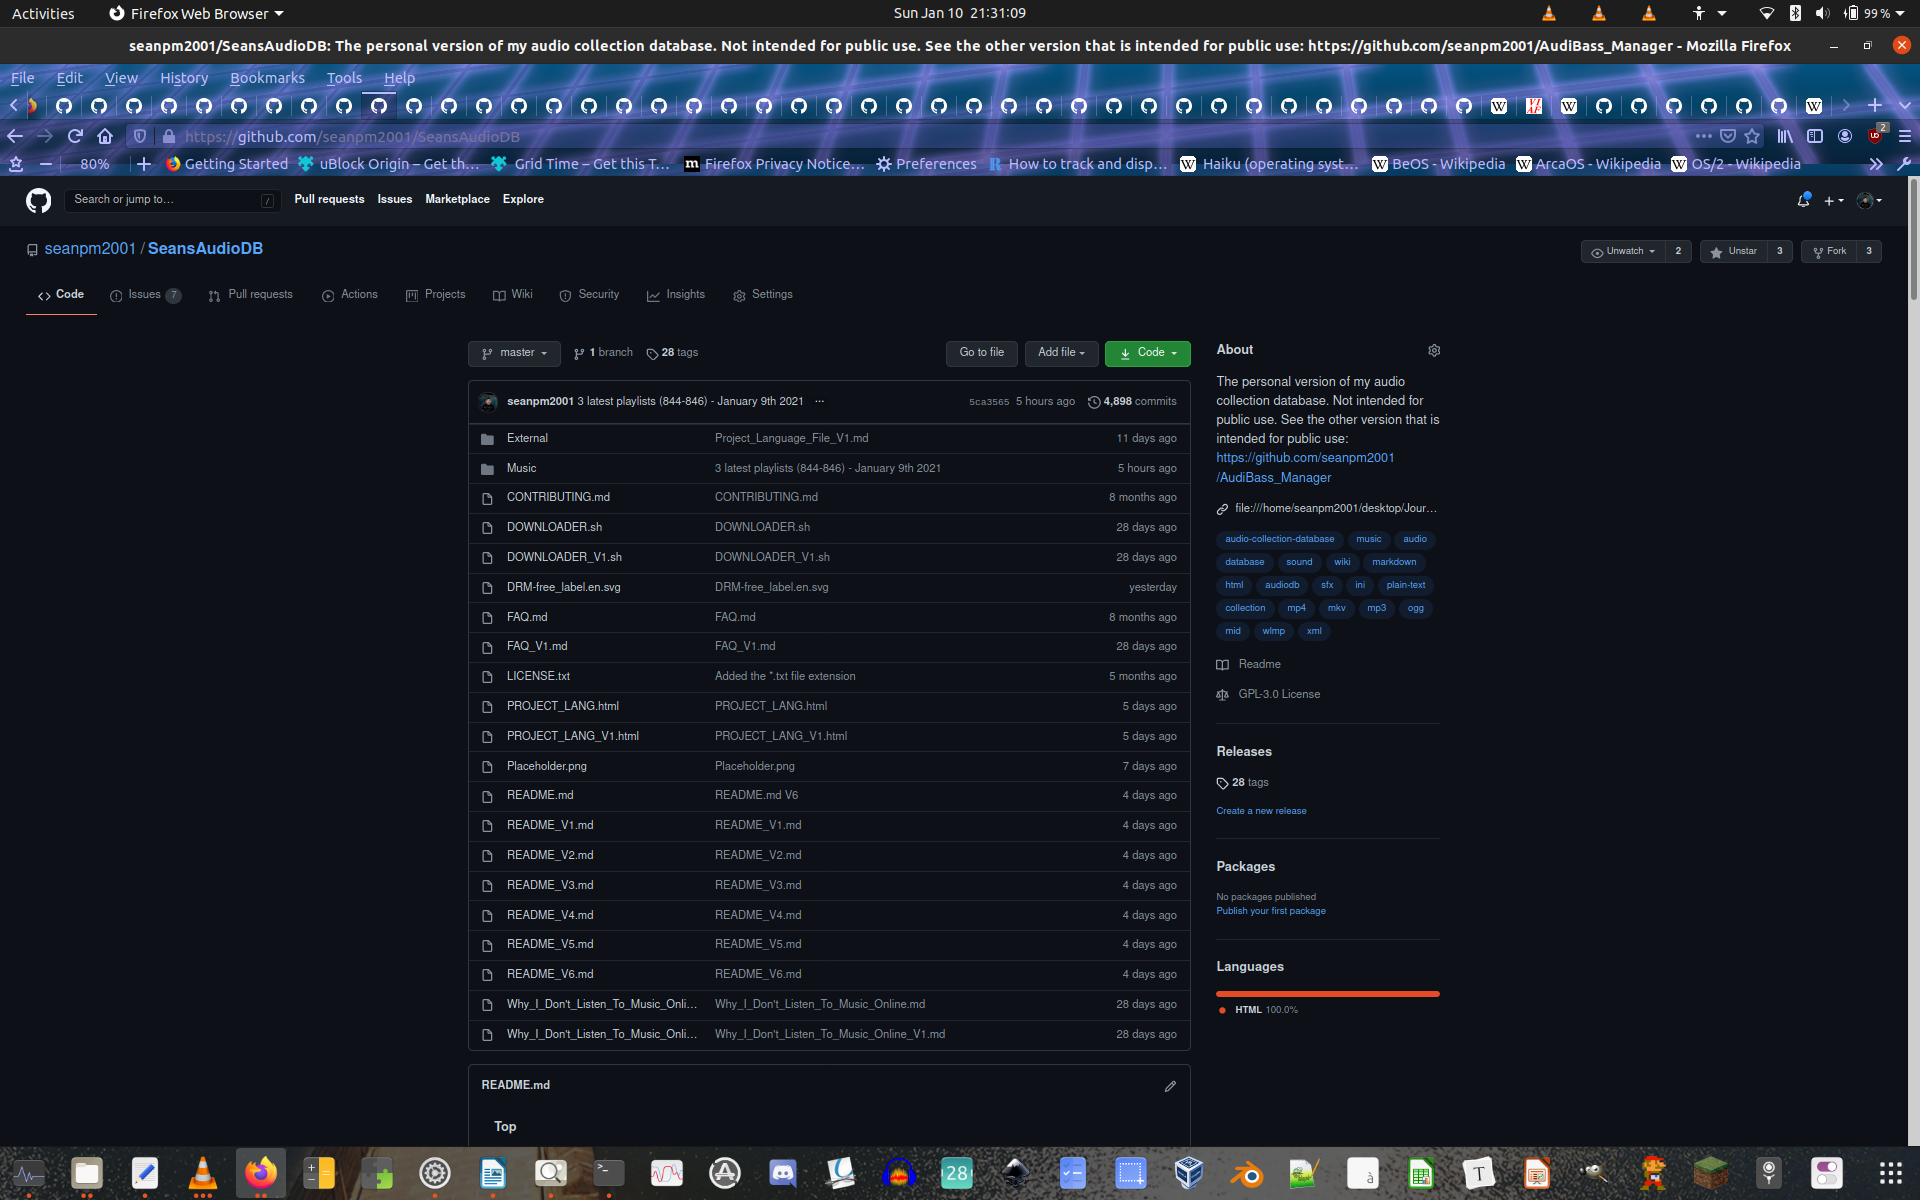 Activities
Firefox Web Browser
Sun Jan 10 21:31:09
99 %
seanpm2001/SeansAudioDB: The personal version of my audio collection database. Not intended for public use. See the other version that is intended for public use: https://github.com/seanpm2001/AudiBass_Manager - Mozilla Firefox
File Edit View History Bookmarks Tools Help
https://github.com/seanpm2001/SeansAudioDB
2
80%
Getting Started
uBlock Origin – Get th…
Grid Time – Get this T…
Firefox Privacy Notice…
Preferences
How to track and disp…
Haiku (operating syst…
BeOS - Wikipedia
ArcaOS - Wikipedia
OS/2 - Wikipedia
Search or jump to… /
Pull requests Issues Marketplace Explore
seanpm2001 / SeansAudioDB
Unwatch 2
Unstar 3
Fork 3
Code
Issues 7
Pull requests
Actions
Projects
Wiki
Security
Insights
Settings
master
1 branch
28 tags
Go to file
Add file
Code
seanpm2001 3 latest playlists (844-846) - January 9th 2021 ... 5ca3565 5 hours ago 4,898 commits
External Project_Language_File_V1.md 11 days ago
Music 3 latest playlists (844-846) - January 9th 2021 5 hours ago
CONTRIBUTING.md CONTRIBUTING.md 8 months ago
DOWNLOADER.sh DOWNLOADER.sh 28 days ago
DOWNLOADER_V1.sh DOWNLOADER_V1.sh 28 days ago
DRM-free_label.en.svg DRM-free_label.en.svg yesterday
FAQ.md FAQ.md 8 months ago
FAQ_V1.md FAQ_V1.md 28 days ago
LICENSE.txt Added the *.txt file extension 5 months ago
PROJECT_LANG.html PROJECT_LANG.html 5 days ago
PROJECT_LANG_V1.html PROJECT_LANG_V1.html 5 days ago
Placeholder.png Placeholder.png 7 days ago
README.md README.md V6 4 days ago
README_V1.md README_V1.md 4 days ago
README_V2.md README_V2.md 4 days ago
README_V3.md README_V3.md 4 days ago
README_V4.md README_V4.md 4 days ago
README_V5.md README_V5.md 4 days ago
README_V6.md README_V6.md 4 days ago
Why_I_Don't_Listen_To_Music_Onli… Why_I_Don't_Listen_To_Music_Online.md 28 days ago
Why_I_Don't_Listen_To_Music_Onli… Why_I_Don't_Listen_To_Music_Online_V1.md 28 days ago
README.md
Top
About
The personal version of my audio
collection database. Not intended for
public use. See the other version that is
intended for public use:
https://github.com/seanpm2001
/AudiBass_Manager
file:///home/seanpm2001/desktop/Jour…
audio-collection-database music audio
database sound wiki markdown
html audiodb sfx ini plain-text
collection mp4 mkv mp3 ogg
mid wlmp xml
Readme
GPL-3.0 License
Releases
28 tags
Create a new release
Packages
No packages published
Publish your first package
Languages
HTML 100.0%
28
à
T